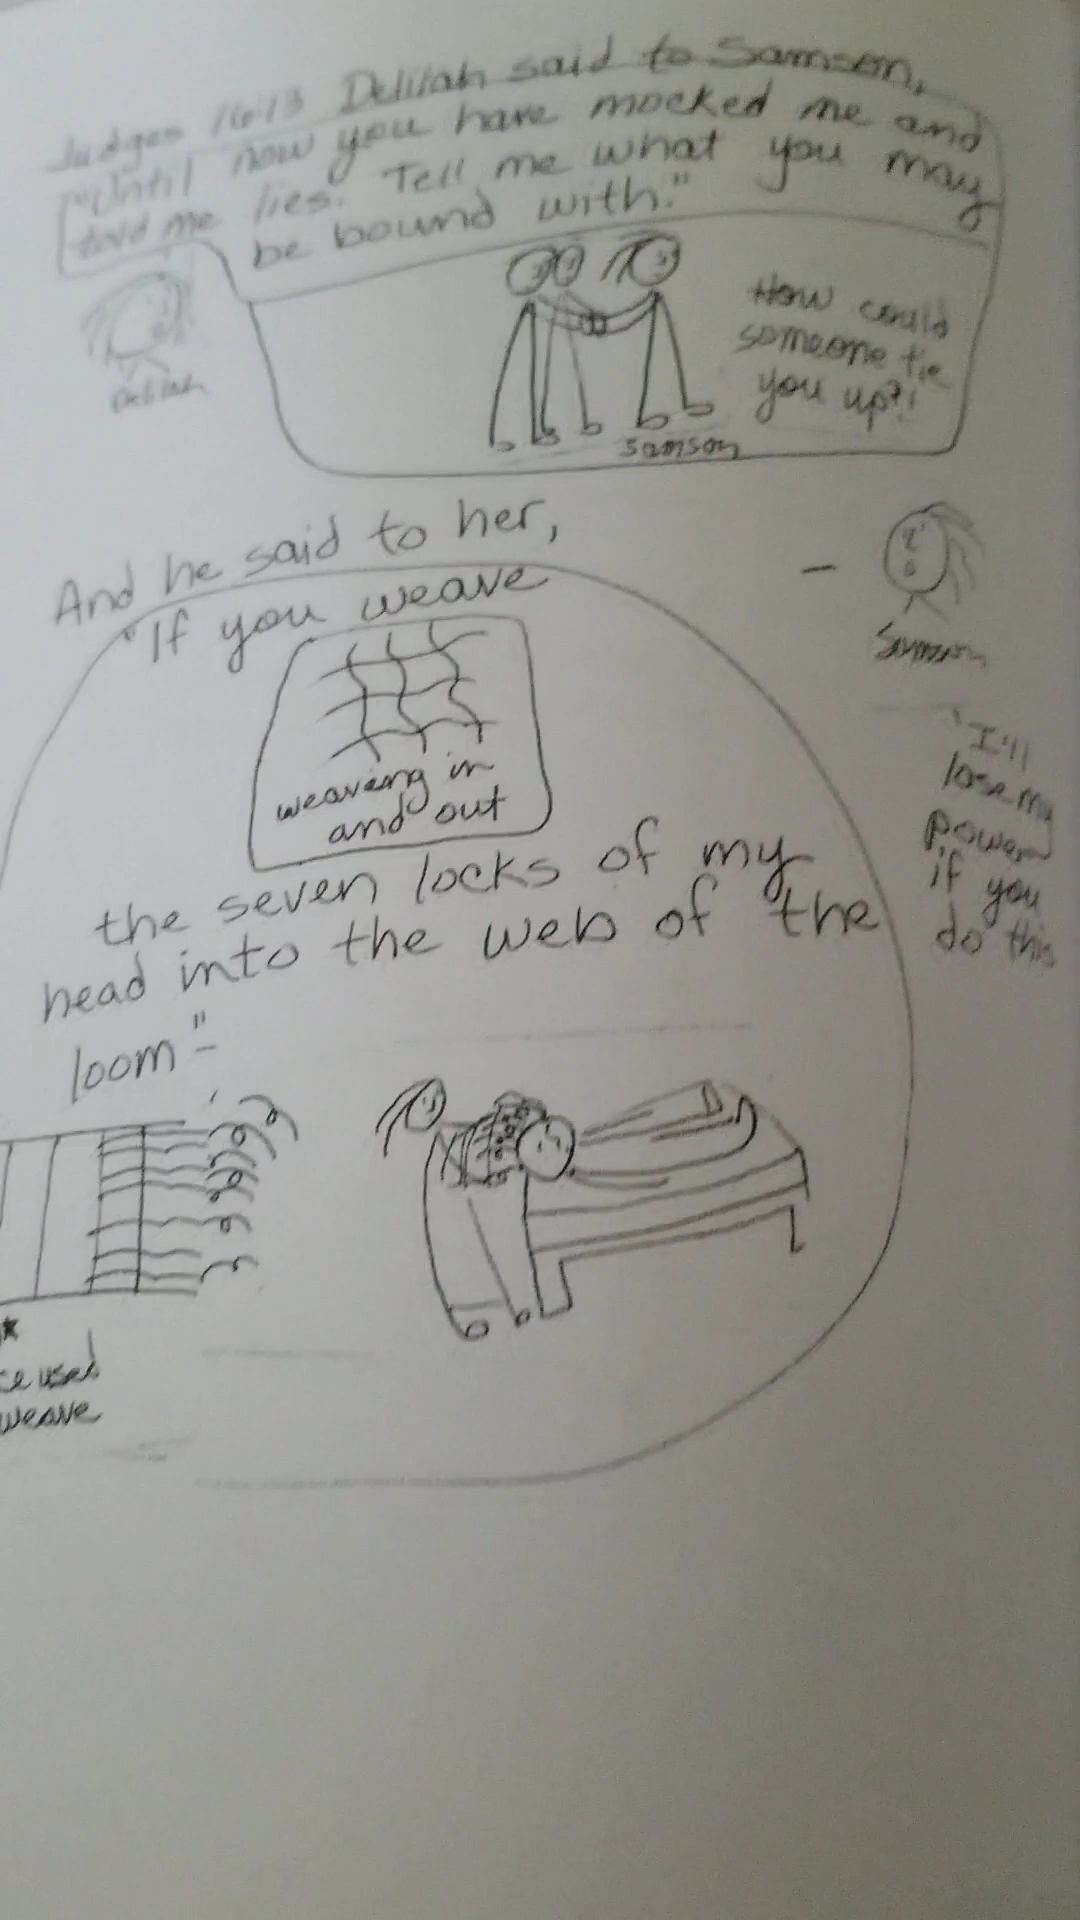 Judges 16:13 Delilah said to Samson,
"Until now you have mocked me and
told me lies. Tell me what you may
be bound with."
Delilah
How could
someone tie
you up?!
Samson
And he said to her,
"If you weave
Samson
weaving in
and out
"I'll
lose my
power
if you
do this
the seven locks of my
head into the web of the
loom"-
used
weave